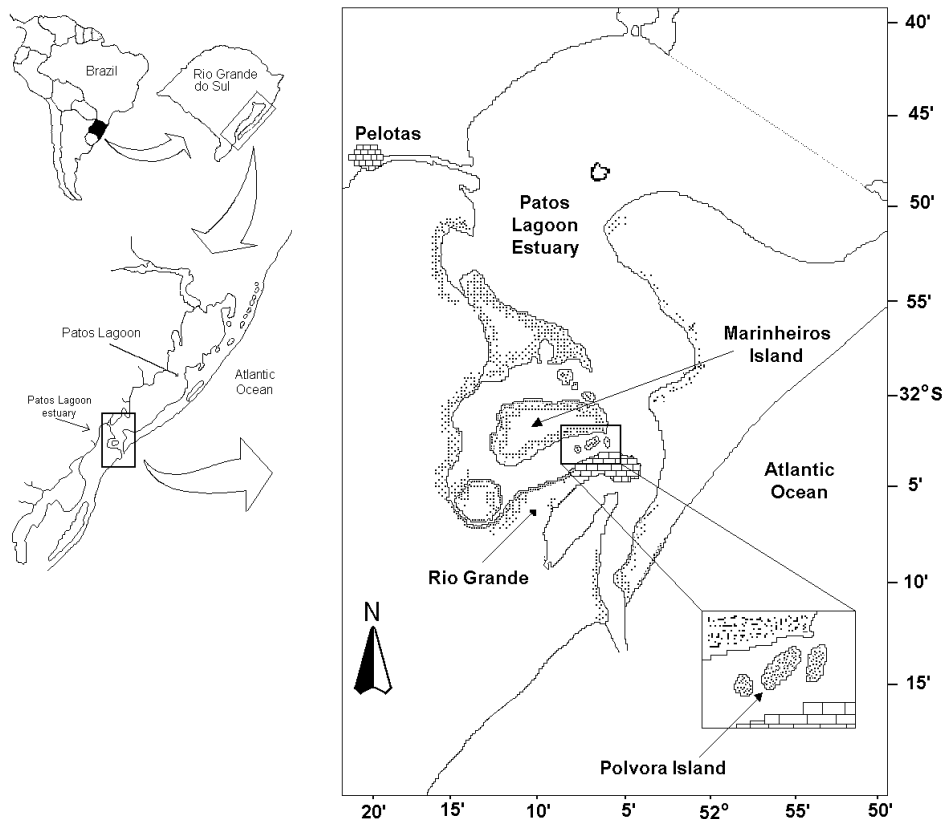 Brazil
Rio Grande
do Sul
Patos Lagoon
Atlantic
Ocean
Patos Lagoon
estuary
Pelotas
Patos
Lagoon
Estuary
Marinheiros
Island
Atlantic
Ocean
Rio Grande
N
Polvora Island
40'
45'
50'
55'
32°S
5'
10'
15'
20' 15' 10' 5' 52° 55' 50'